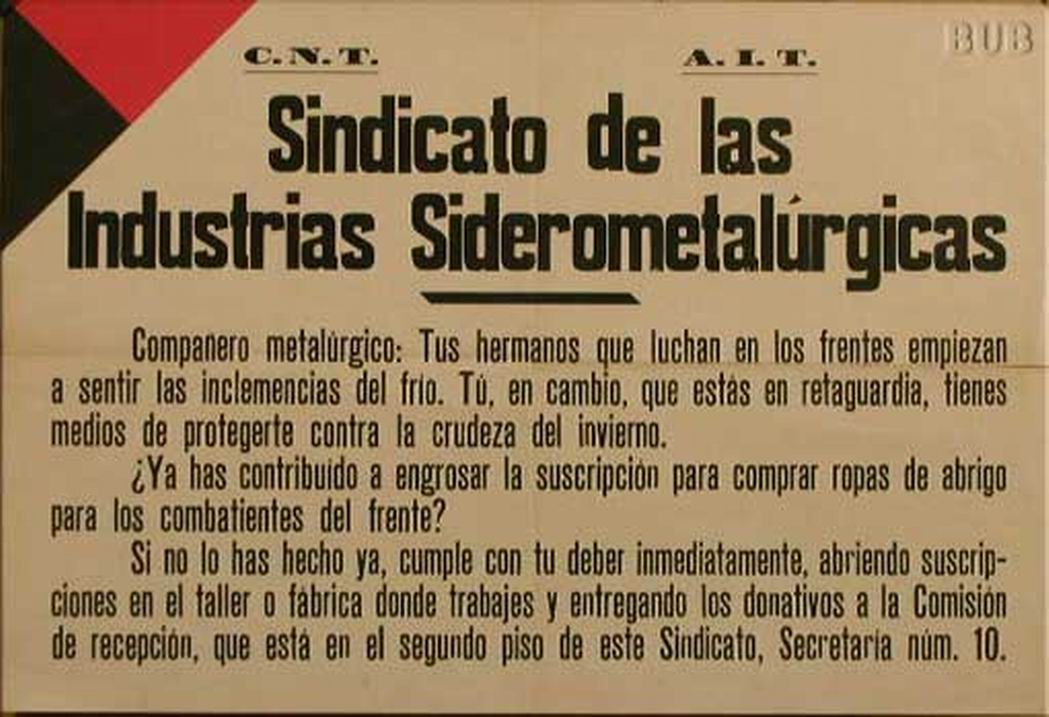 BUB
C. N. T. A. I. T.
Sindicato de las
Industrias Siderometalúrgicas
Compañero metalúrgico: Tus hermanos que luchan en los frentes empiezan
a sentir las inclemencias del frío. Tú, en cambio, que estás en retaguardia, tienes
medios de protegerte contra la crudeza del invierno.
¿Ya has contribuído a engrosar la suscripción para comprar ropas de abrigo
para los combatientes del frente?
Si no lo has hecho ya, cumple con tu deber inmediatamente, abriendo suscrip-
ciones en el taller o fábrica donde trabajes y entregando los donativos a la Comisión
de recepción, que está en el segundo piso de este Sindicato, Secretaría núm. 10.